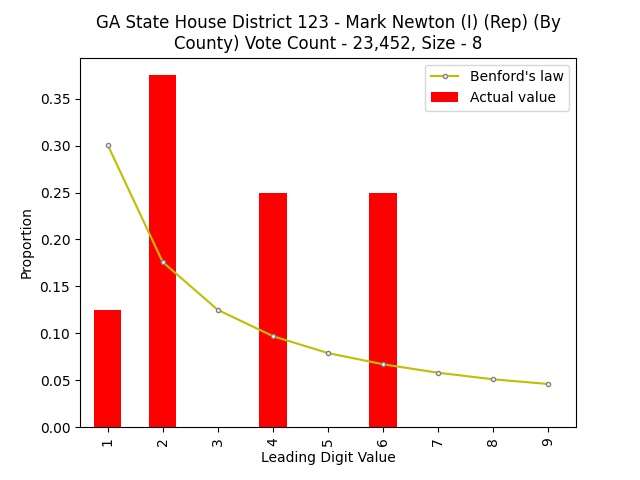 GA State House District 123 - Mark Newton (I) (Rep) (By
County) Vote Count - 23,452, Size - 8
Benford's law
Actual value
Proportion
0.35
0.30
0.25
0.20
0.15
0.10
0.05
0.00
1 2 3 4 5 6 7 8 9
Leading Digit Value